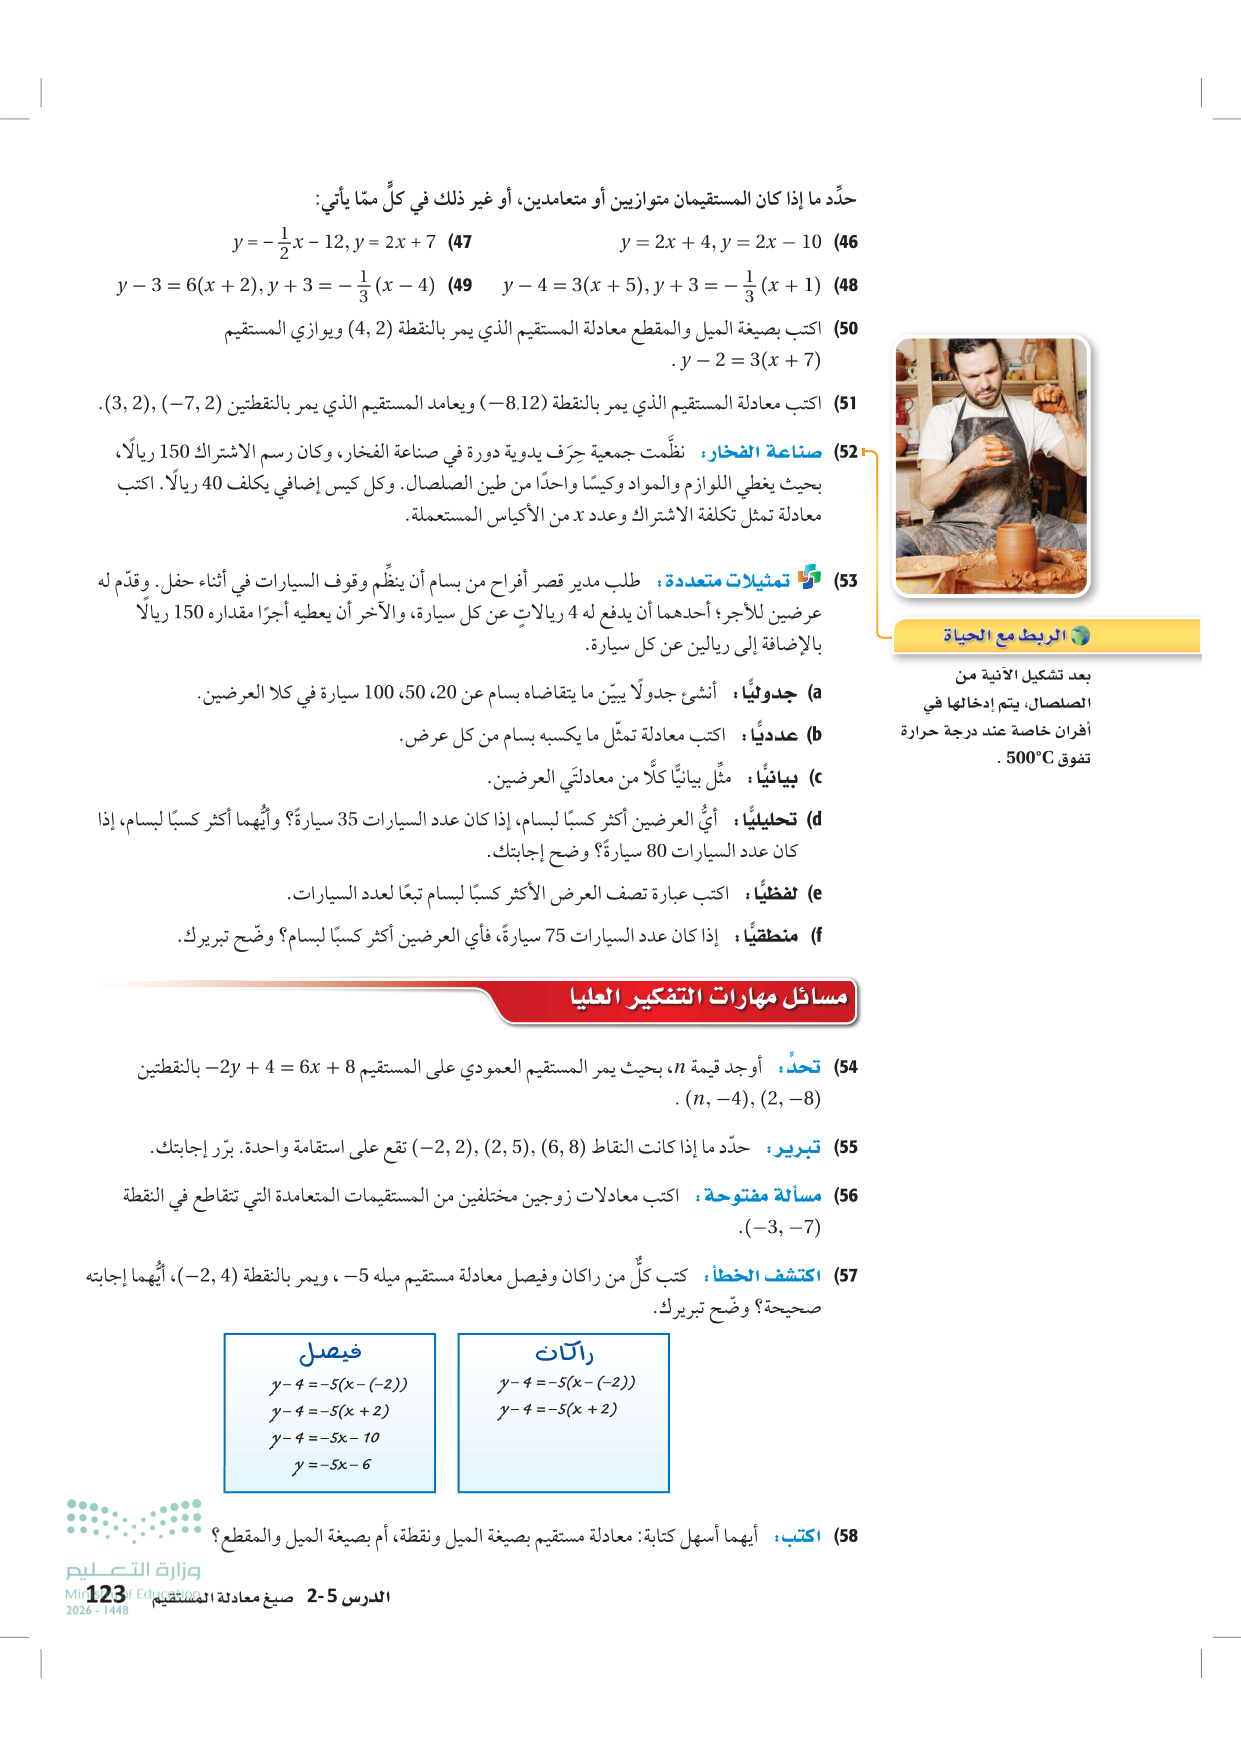 حدِّد ما إذا كان المستقيمان متوازيين أو متعامدين، أو غير ذلك في كلٍّ ممّا يأتي:
46) y = 2x + 4, y = 2x − 10
47) y = −1/2 x − 12, y = 2x + 7
48) y − 4 = 3(x + 5), y + 3 = −1/3 (x + 1)
49) y − 3 = 6(x + 2), y + 3 = −1/3 (x − 4)
50) اكتب بصيغة الميل والمقطع معادلة المستقيم الذي يمر بالنقطة (4, 2) ويوازي المستقيم
y − 2 = 3(x + 7) .
51) اكتب معادلة المستقيم الذي يمر بالنقطة (−8,12) ويعامد المستقيم الذي يمر بالنقطتين (3, 2), (−7, 2).
52) صناعة الفخار: نظَّمت جمعية حِرَف يدوية دورة في صناعة الفخار، وكان رسم الاشتراك 150 ريالًا،
بحيث يغطي اللوازم والمواد وكيسًا واحدًا من طين الصلصال. وكل كيس إضافي يكلف 40 ريالًا. اكتب
معادلة تمثل تكلفة الاشتراك وعدد x من الأكياس المستعملة.
الربط مع الحياة
بعد تشكيل الآنية من
الصلصال، يتم إدخالها في
أفران خاصة عند درجة حرارة
تفوق 500°C .
53) تمثيلات متعددة: طلب مدير قصر أفراح من بسام أن ينظِّم وقوف السيارات في أثناء حفل. وقدّم له
عرضين للأجر؛ أحدهما أن يدفع له 4 ريالاتٍ عن كل سيارة، والآخر أن يعطيه أجرًا مقداره 150 ريالًا
بالإضافة إلى ريالين عن كل سيارة.
a) جدوليًّا: أنشئ جدولًا يبيّن ما يتقاضاه بسام عن 20، 50، 100 سيارة في كلا العرضين.
b) عدديًّا: اكتب معادلة تمثّل ما يكسبه بسام من كل عرض.
c) بيانيًّا: مثِّل بيانيًّا كلًّا من معادلتَي العرضين.
d) تحليليًّا: أيُّ العرضين أكثر كسبًا لبسام، إذا كان عدد السيارات 35 سيارةً؟ وأيُّهما أكثر كسبًا لبسام، إذا
كان عدد السيارات 80 سيارةً؟ وضح إجابتك.
e) لفظيًّا: اكتب عبارة تصف العرض الأكثر كسبًا لبسام تبعًا لعدد السيارات.
f) منطقيًّا: إذا كان عدد السيارات 75 سيارةً، فأي العرضين أكثر كسبًا لبسام؟ وضّح تبريرك.
مسائل مهارات التفكير العليا
54) تحدٍّ: أوجد قيمة n، بحيث يمر المستقيم العمودي على المستقيم −2y + 4 = 6x + 8 بالنقطتين
(n, −4), (2, −8) .
55) تبرير: حدّد ما إذا كانت النقاط (−2, 2), (2, 5), (6, 8) تقع على استقامة واحدة. برّر إجابتك.
56) مسألة مفتوحة: اكتب معادلات زوجين مختلفين من المستقيمات المتعامدة التي تتقاطع في النقطة
(−3, −7).
57) اكتشف الخطأ: كتب كلٌّ من راكان وفيصل معادلة مستقيم ميله −5 ، ويمر بالنقطة (−2, 4)، أيُّهما إجابته
صحيحة؟ وضّح تبريرك.
راكان
y − 4 = −5(x − (−2))
y − 4 = −5(x + 2)
فيصل
y − 4 = −5(x − (−2))
y − 4 = −5(x + 2)
y − 4 = −5x − 10
y = −5x − 6
58) اكتب: أيهما أسهل كتابة: معادلة مستقيم بصيغة الميل ونقطة، أم بصيغة الميل والمقطع؟
وزارة التعليم
Ministry of Education
2026 - 1448
الدرس 5-2 صيغ معادلة المستقيم 123